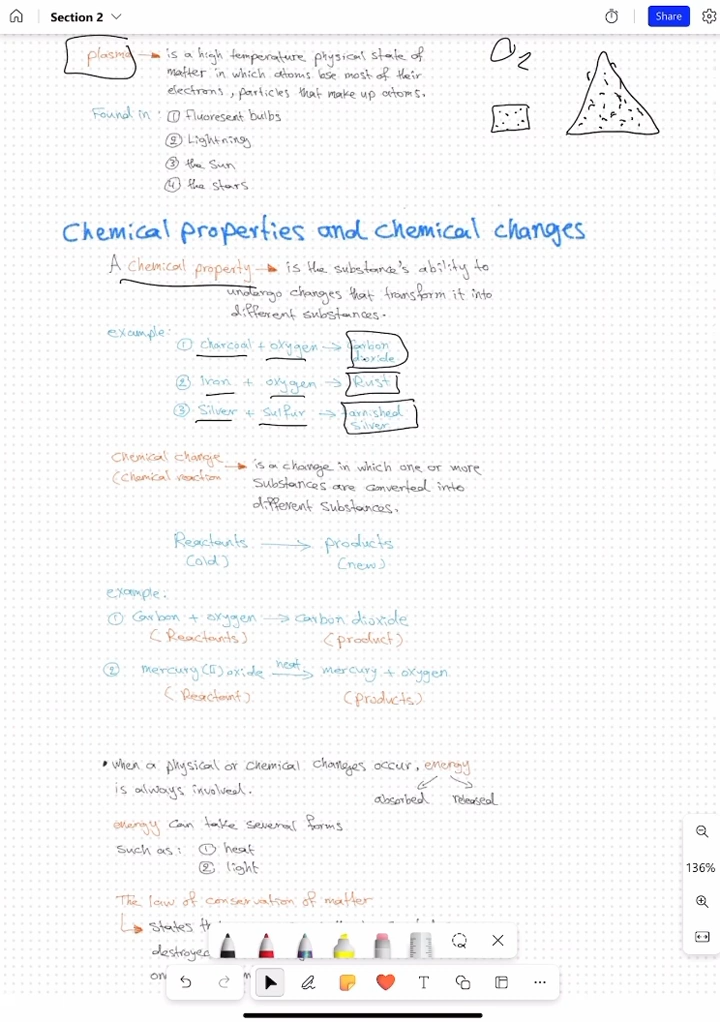 Section 2
Share
plasma → is a high temperature physical state of
matter in which atoms lose most of their
electrons, particles that make up atoms.
O2
Found in: ① Fluoresent bulbs
② Lightning
③ the sun
④ the stars
Chemical properties and chemical changes
A chemical property → is the substance's ability to
undergo changes that transform it into
different substances.
example:
① charcoal + oxygen → carbon dioxide
② Iron + oxygen → Rust
③ Silver + Sulfur → tarnished silver
Chemical change → is a change in which one or more
(chemical reaction substances are converted into
different substances.
Reactants → products
(old) (new)
example:
① Carbon + oxygen → carbon dioxide
(Reactants) (product)
② mercury(II) oxide heat → mercury + oxygen
(Reactant) (products)
• when a physical or chemical changes occur, energy
is always involved. absorbed released
energy can take several forms
such as: ① heat
② light
The law of conservation of matter
↳ states
destroyed
136%
T